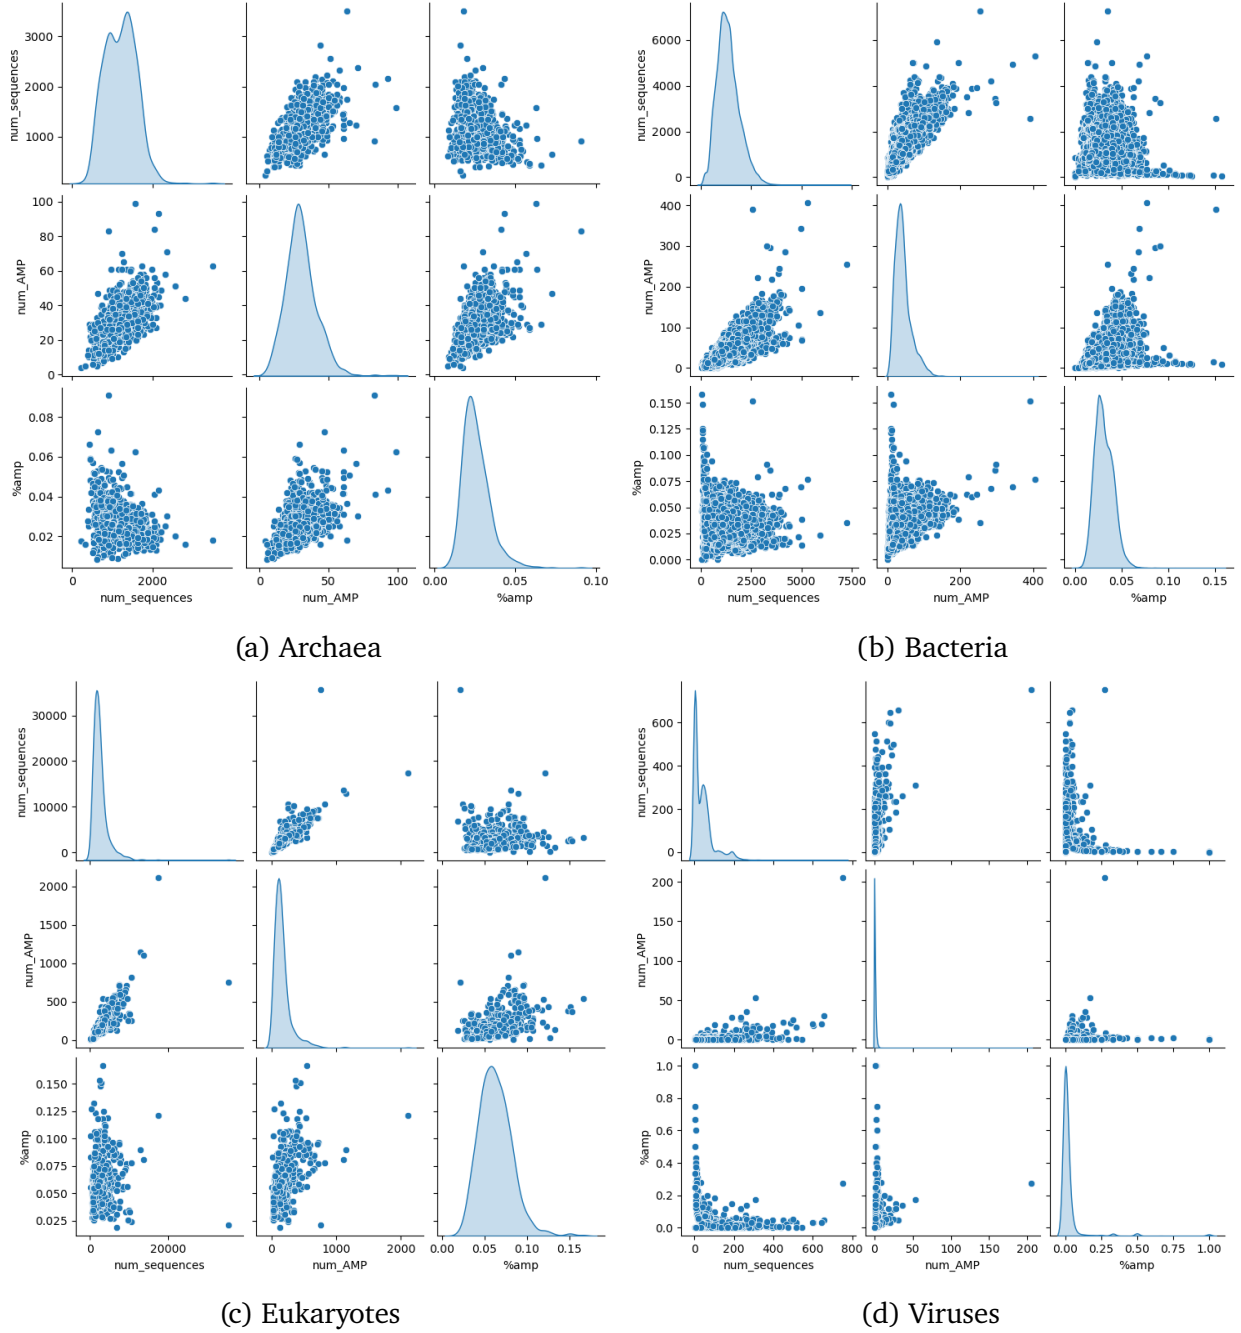 num_sequences
3000
2000
1000
num_AMP
100
80
60
40
20
0
%amp
0.08
0.06
0.04
0.02
0 2000
num_sequences
0 50 100
num_AMP
0.00 0.05 0.10
%amp
(a) Archaea
num_sequences
6000
4000
2000
0
num_AMP
400
300
200
100
0
%amp
0.150
0.125
0.100
0.075
0.050
0.025
0.000
0 2500 5000 7500
num_sequences
0 200 400
num_AMP
0.00 0.05 0.10 0.15
%amp
(b) Bacteria
num_sequences
30000
20000
10000
0
num_AMP
2000
1500
1000
500
0
%amp
0.150
0.125
0.100
0.075
0.050
0.025
0 20000
num_sequences
0 1000 2000
num_AMP
0.00 0.05 0.10 0.15
%amp
(c) Eukaryotes
num_sequences
600
400
200
0
num_AMP
200
150
100
50
0
%amp
1.0
0.8
0.6
0.4
0.2
0.0
0 200 400 600 800
num_sequences
0 50 100 150 200
num_AMP
0.00 0.25 0.50 0.75 1.00
%amp
(d) Viruses